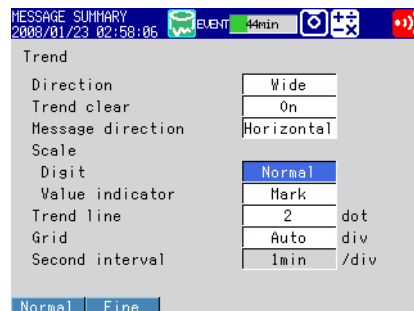 MESSAGE SUMMARY
2008/01/23 02:58:06 EVENT 44min
Trend
Direction Wide
Trend clear On
Message direction Horizontal
Scale
Digit Normal
Value indicator Mark
Trend line 2 dot
Grid Auto div
Second interval 1min /div
Normal Fine